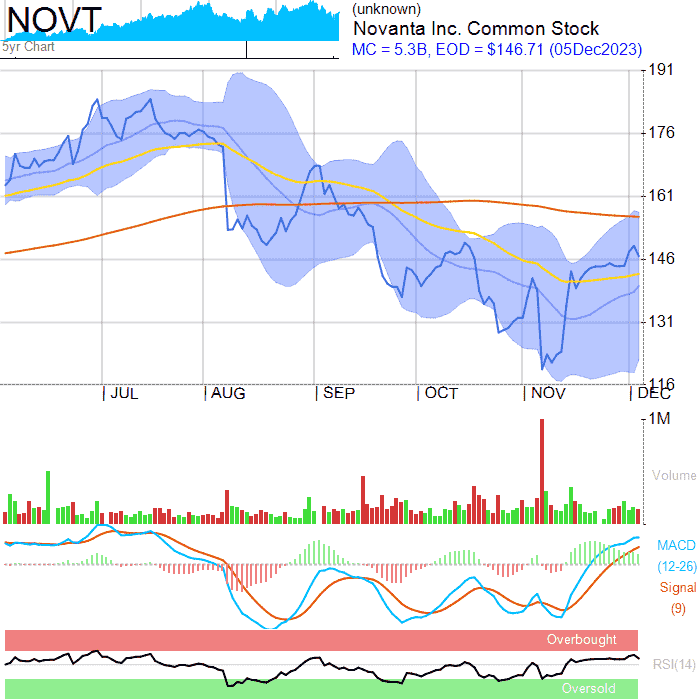 NOVT
5yr Chart
(unknown)
Novanta Inc. Common Stock
MC = 5.3B, EOD = $146.71 (05Dec2023)
191
176
161
146
131
116
JUL
AUG
SEP
OCT
NOV
DEC
1M
Volume
MACD
(12-26)
Signal
(9)
Overbought
RSI(14)
Oversold